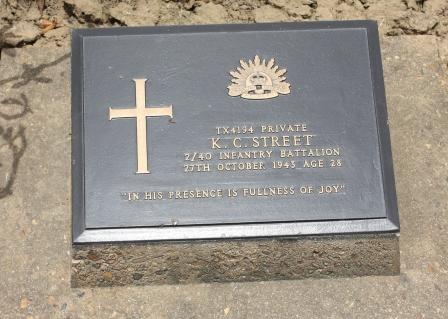 TX4194 PRIVATE
K. C. STREET
2/40 INFANTRY BATTALION
27TH OCTOBER 1943 AGE 28
"IN HIS PRESENCE IS FULLNESS OF JOY"